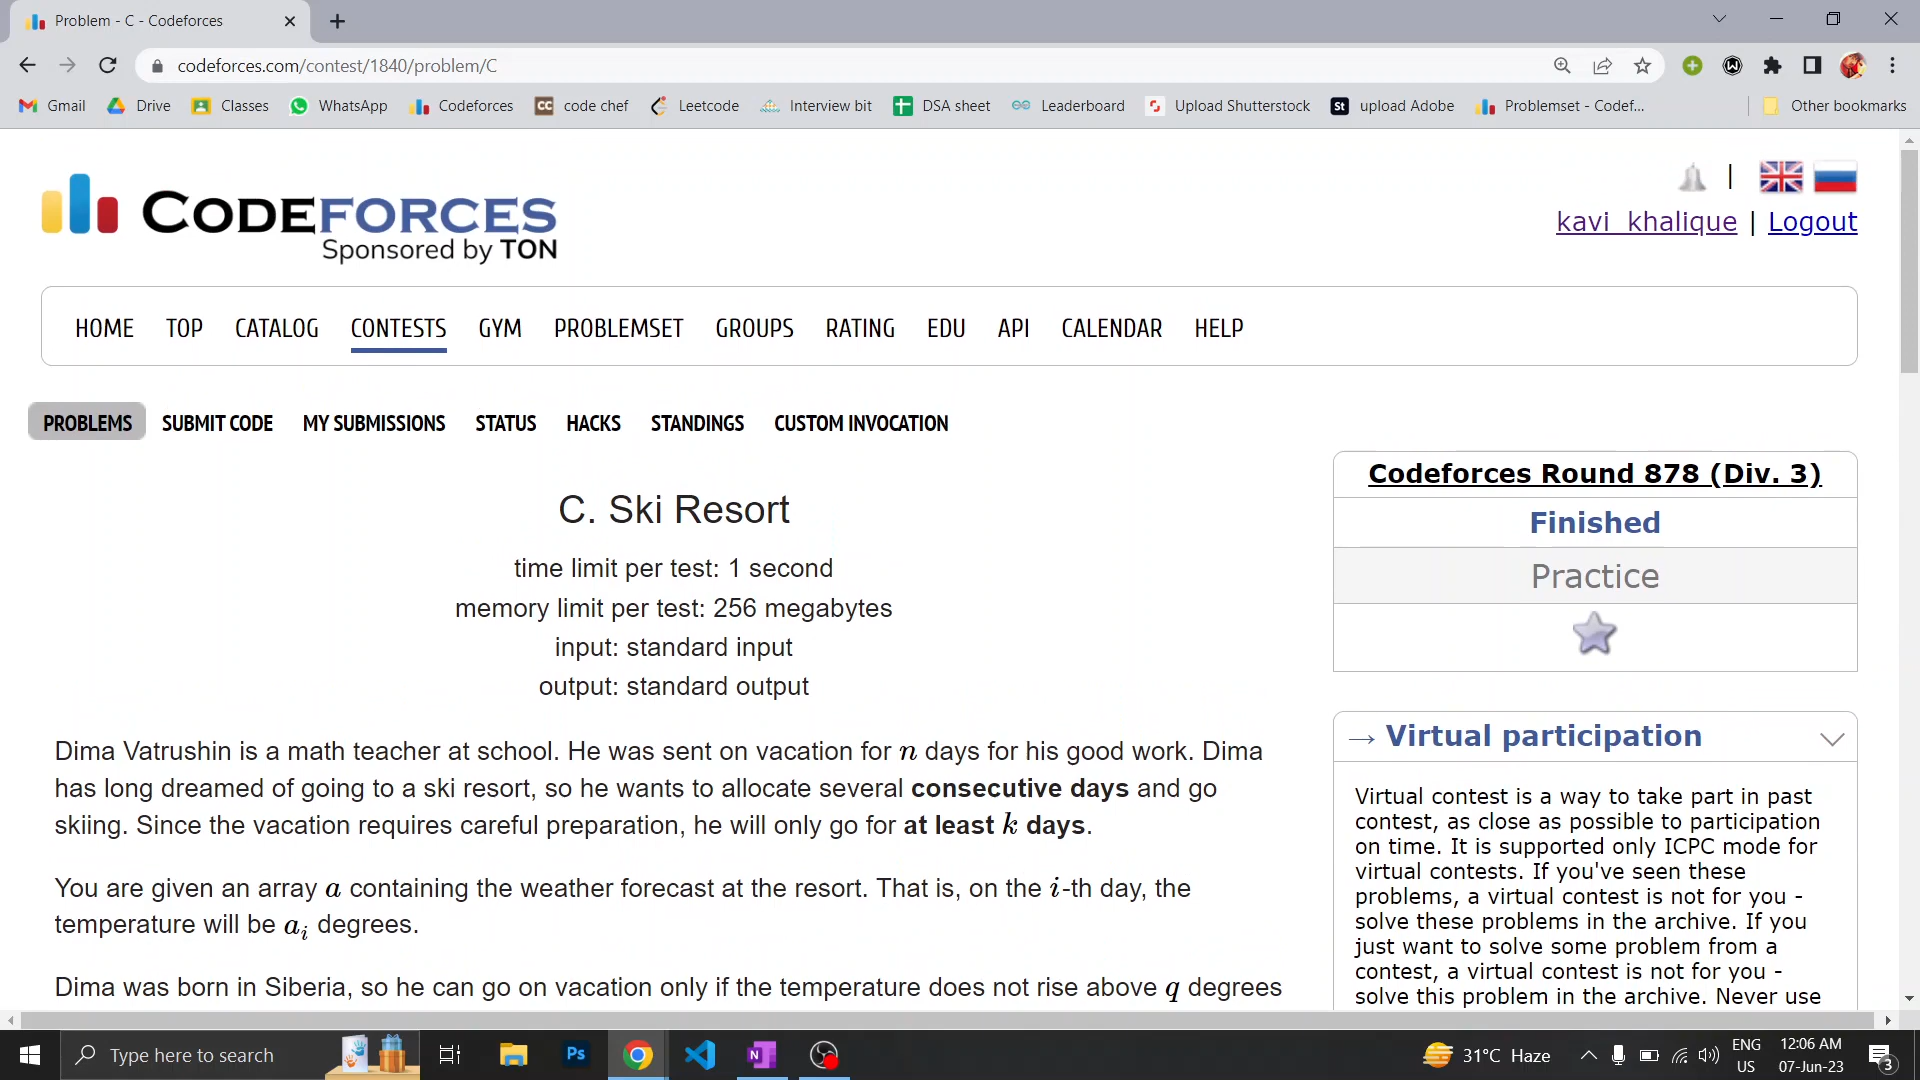 Problem - C - Codeforces
codeforces.com/contest/1840/problem/C
Gmail Drive Classes WhatsApp Codeforces CC code chef Leetcode Interview bit DSA sheet Leaderboard Upload Shutterstock St upload Adobe Problemset - Codef... Other bookmarks
CODEFORCES
Sponsored by TON
kavi_khalique | Logout
HOME TOP CATALOG CONTESTS GYM PROBLEMSET GROUPS RATING EDU API CALENDAR HELP
PROBLEMS SUBMIT CODE MY SUBMISSIONS STATUS HACKS STANDINGS CUSTOM INVOCATION
C. Ski Resort
time limit per test: 1 second
memory limit per test: 256 megabytes
input: standard input
output: standard output
Dima Vatrushin is a math teacher at school. He was sent on vacation for n days for his good work. Dima
has long dreamed of going to a ski resort, so he wants to allocate several consecutive days and go
skiing. Since the vacation requires careful preparation, he will only go for at least k days.
You are given an array a containing the weather forecast at the resort. That is, on the i-th day, the
temperature will be a_i degrees.
Dima was born in Siberia, so he can go on vacation only if the temperature does not rise above q degrees
Codeforces Round 878 (Div. 3)
Finished
Practice
→ Virtual participation
Virtual contest is a way to take part in past
contest, as close as possible to participation
on time. It is supported only ICPC mode for
virtual contests. If you've seen these
problems, a virtual contest is not for you -
solve these problems in the archive. If you
just want to solve some problem from a
contest, a virtual contest is not for you -
solve this problem in the archive. Never use
Type here to search
Ps
N
31°C Haze
ENG
US
12:06 AM
07-Jun-23
3